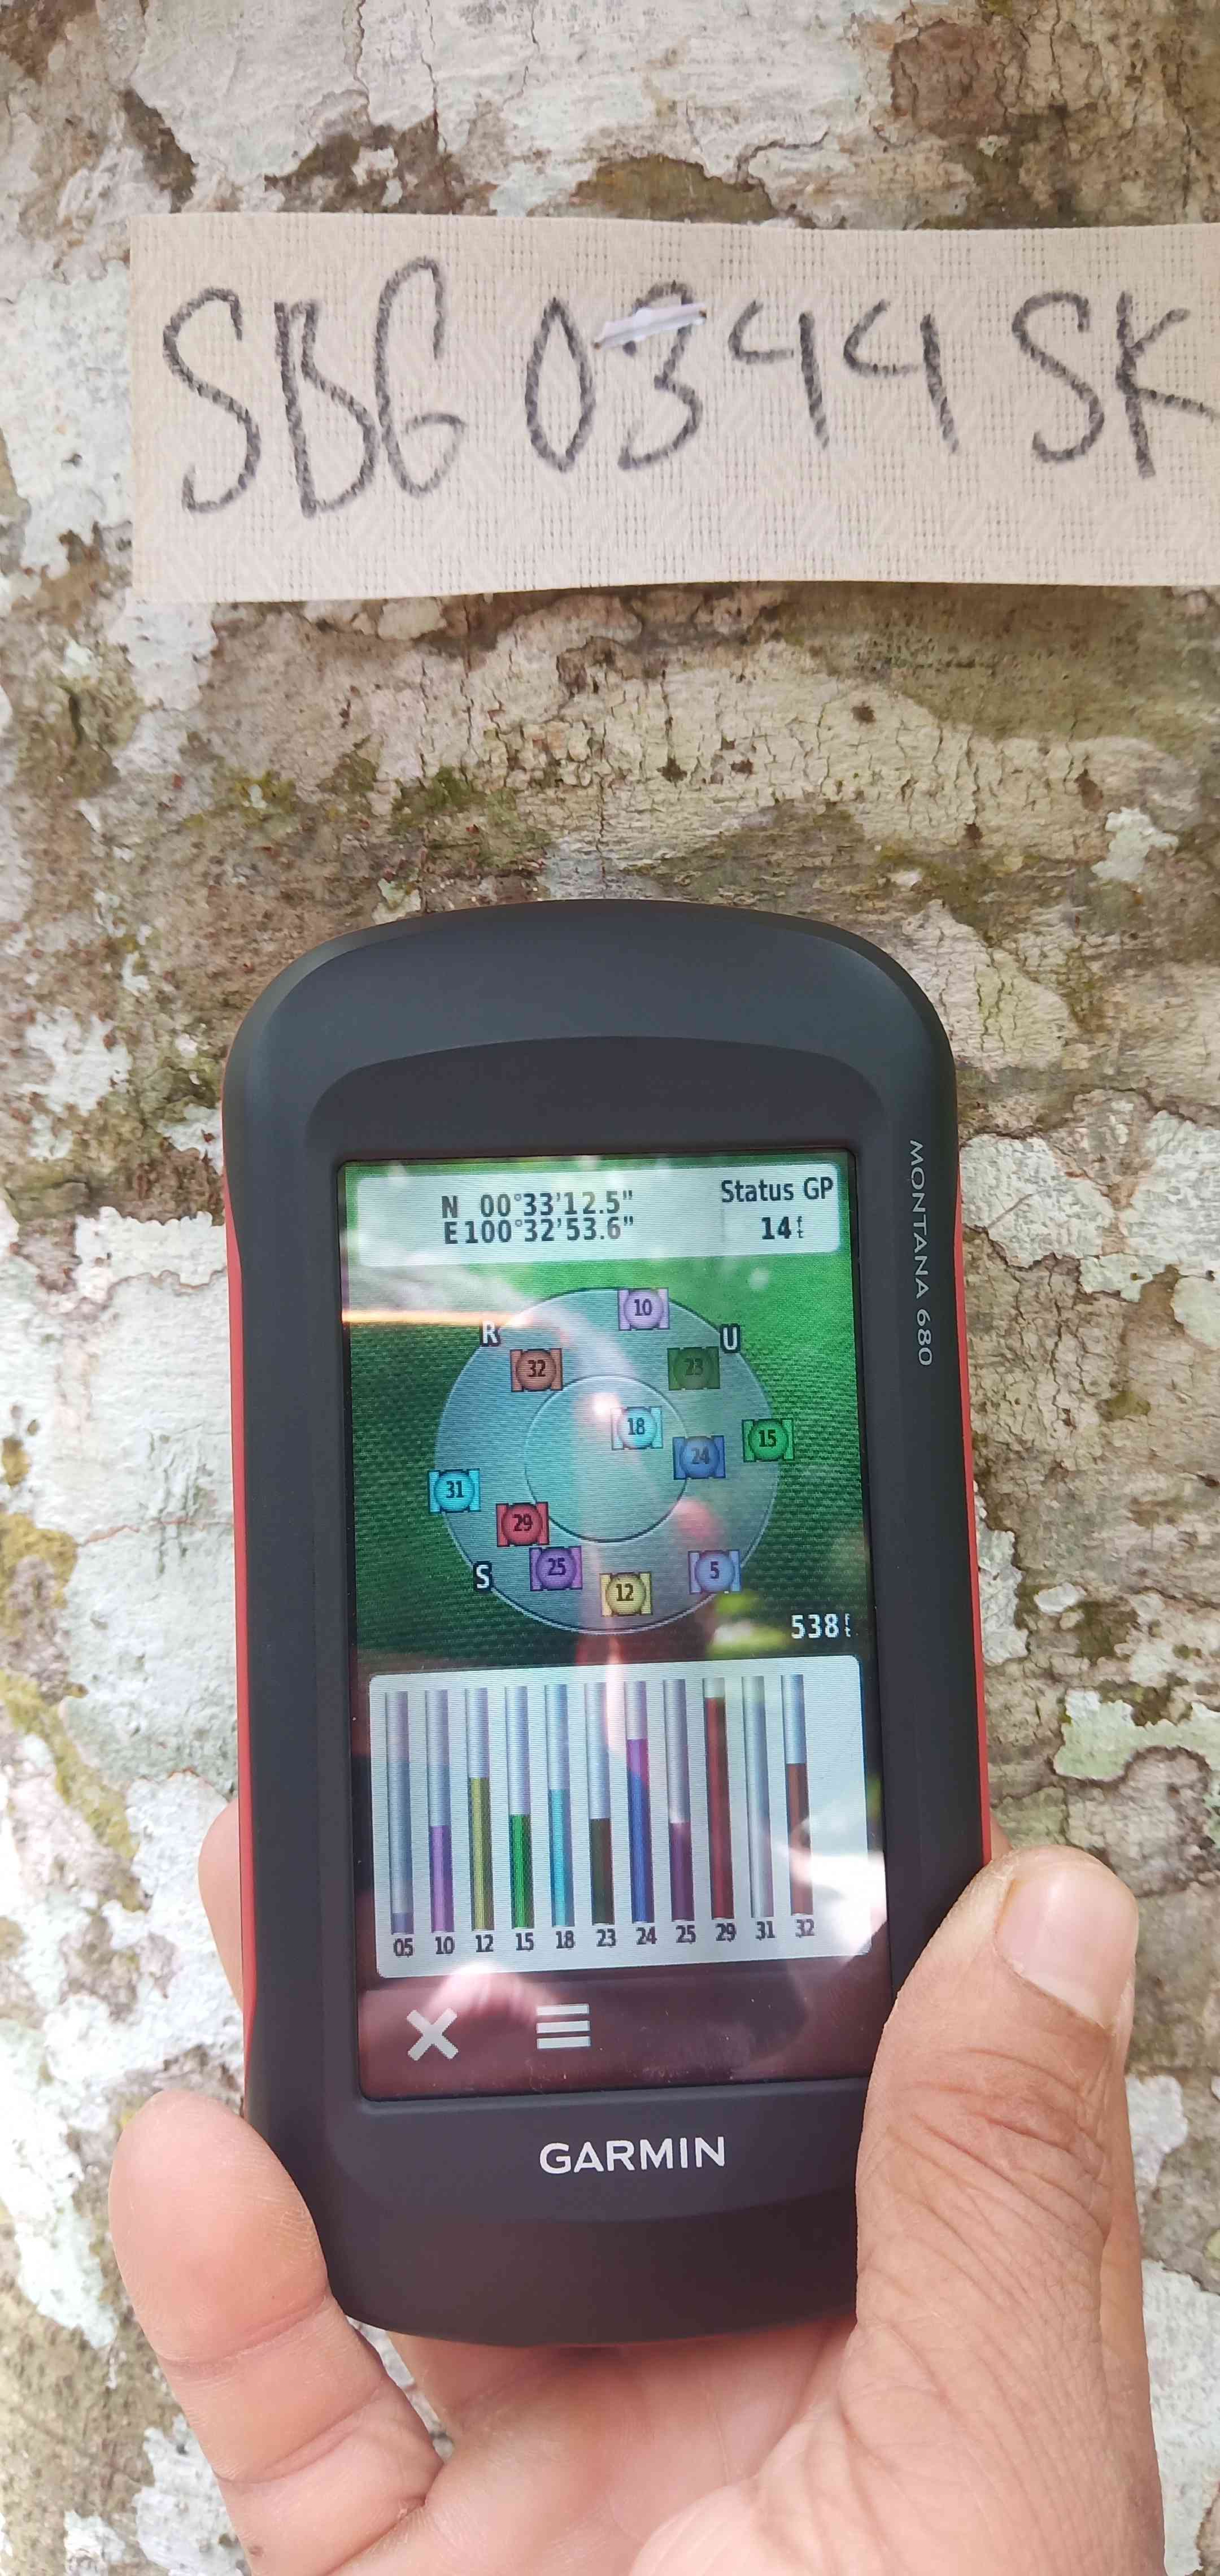 SBG 0344 SK
MONTANA 680
N 00°33'12.5"
E100°32'53.6"
Status GP
14ft
10
R
U
32
23
18
15
24
31
29
25
S
5
12
538ft
05 10 12 15 18 23 24 25 29 31 32
GARMIN